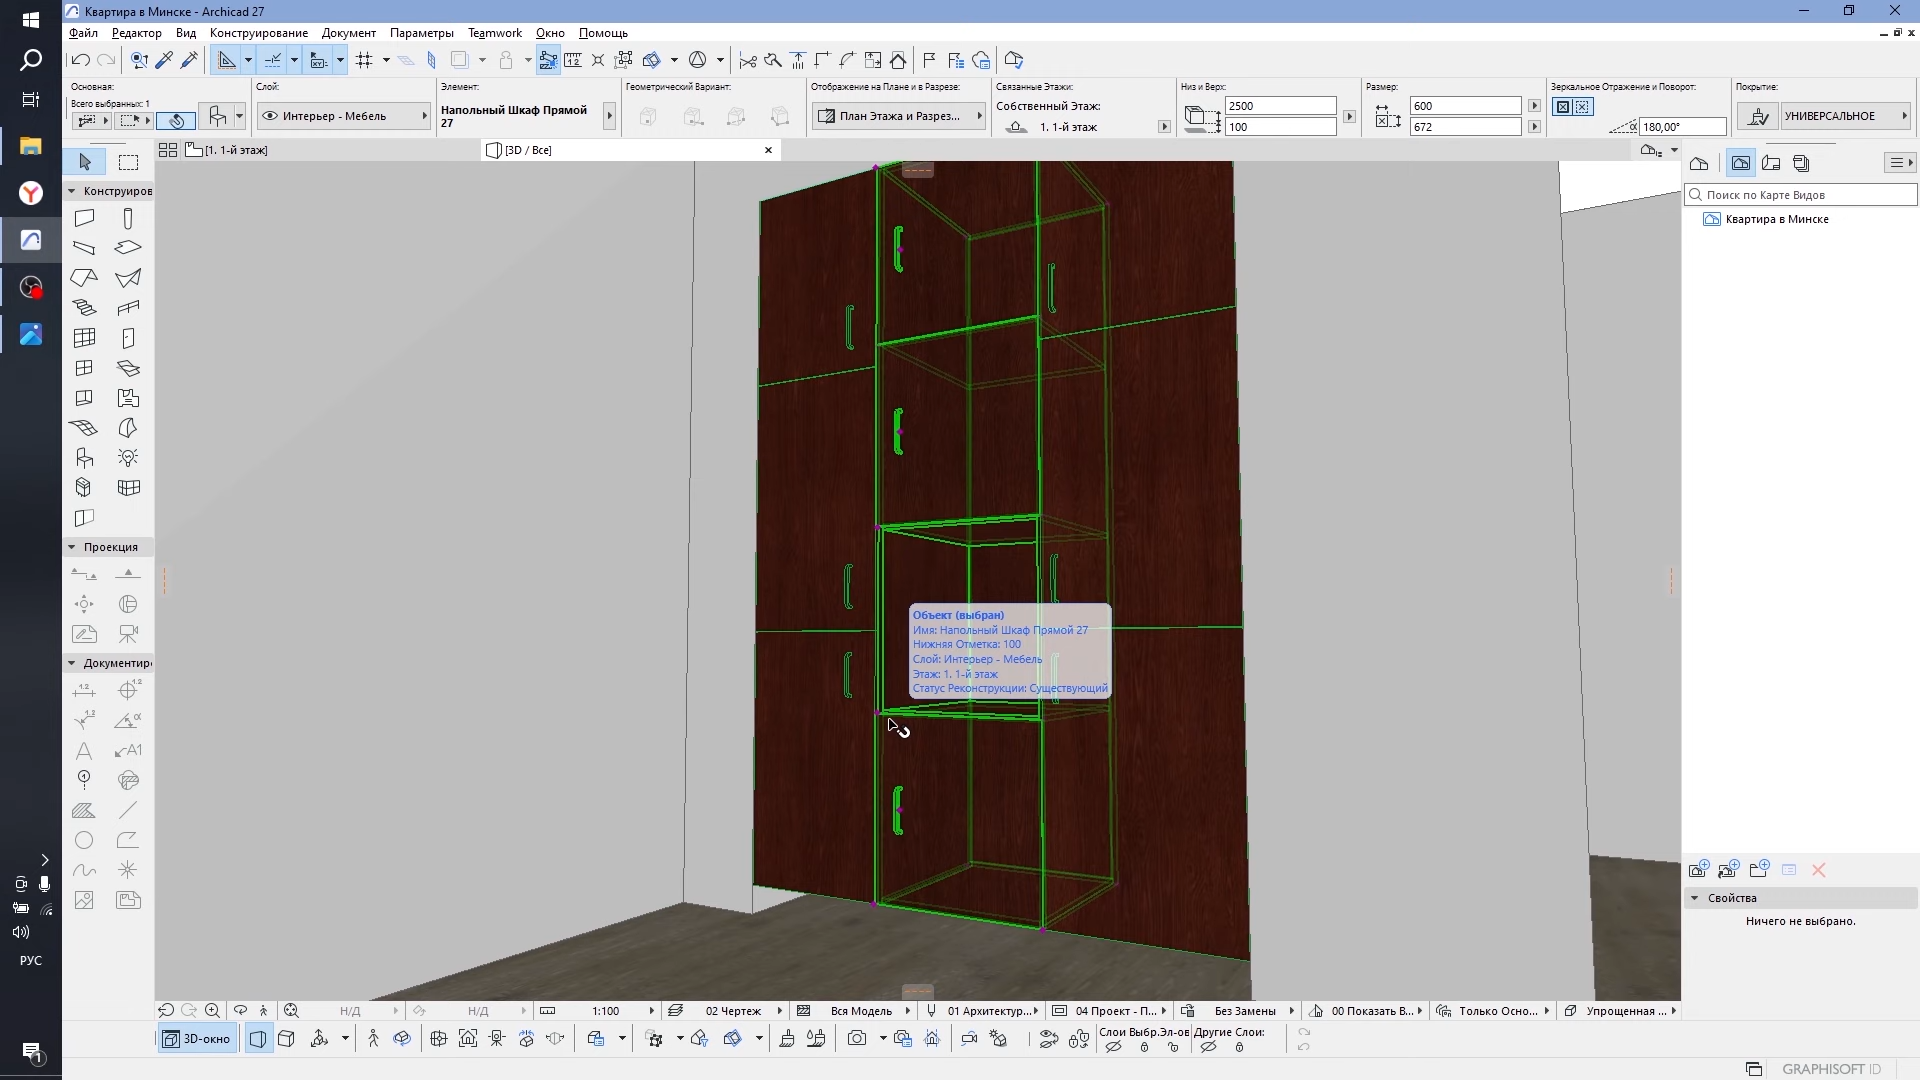 Квартира в Минске - Archicad 27
Файл Редактор Вид Конструирование Документ Параметры Teamwork Окно Помощь
Основная: Слой: Элемент: Геометрический Вариант: Отображение на Плане и в Разрезе: Связанные Этажи: Низ и Верх: Размер: Зеркальное Отражение и Поворот: Покрытие:
Всего выбранных: 1
Интерьер - Мебель
Напольный Шкаф Прямой
27
План Этажа и Разрез...
Собственный Этаж:
1. 1-й этаж
2500
100
600
672
α 180,00°
УНИВЕРСАЛЬНОЕ
[1. 1-й этаж]
[3D / Все]
Конструиров
Поиск по Карте Видов
Квартира в Минске
Проекция
Документирн
Объект (выбран)
Имя: Напольный Шкаф Прямой 27
Нижняя Отметка: 100
Слой: Интерьер - Мебель
Этаж: 1. 1-й этаж
Статус Реконструкции: Существующий
Свойства
Ничего не выбрано.
РУС
Н/Д
Н/Д
1:100
02 Чертеж
Вся Модель
01 Архитектур...
04 Проект - П...
Без Замены
00 Показать В...
Только Осно...
Упрощенная ...
3D-окно
Слои Выбр.Эл-ов
Другие Слои:
GRAPHISOFT ID